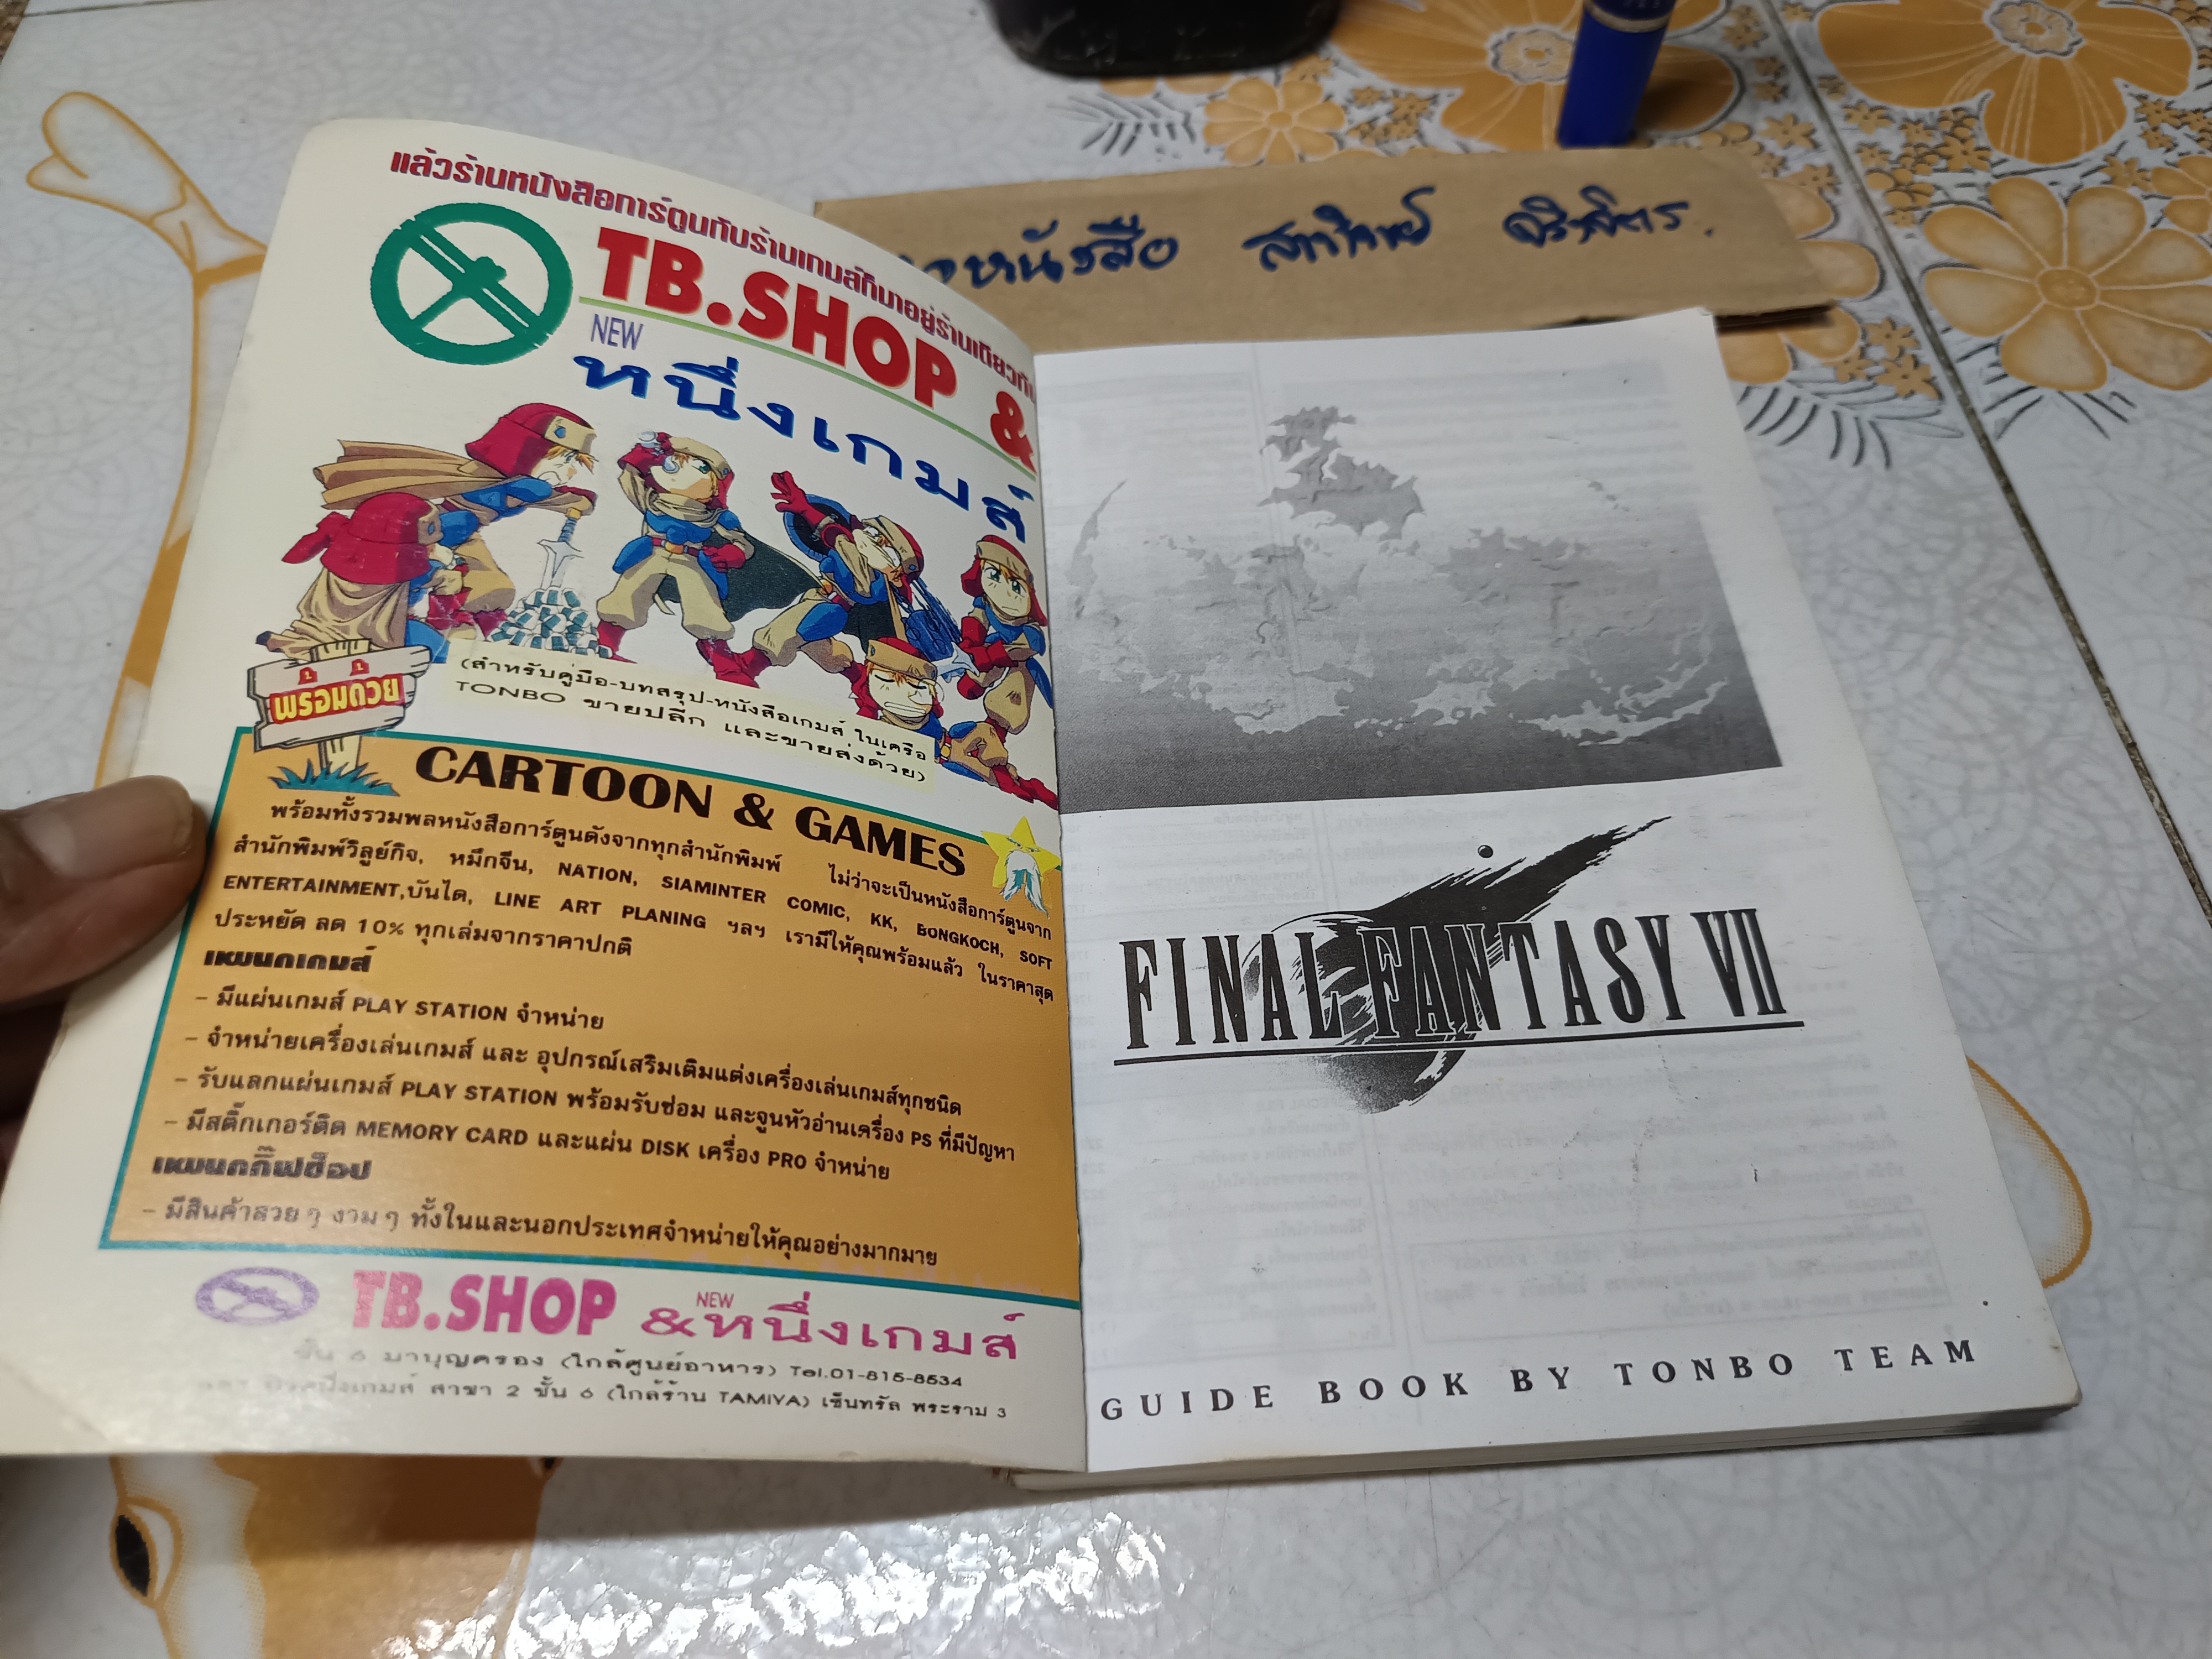 แล้วร้านหนังสือการ์ตูนกับร้านเกมส์ก็มาอยู่ร้านเดียวกัน
TB.SHOP &
NEW
หนึ่งเกมส์
พร้อมด้วย
(สำหรับคู่มือ-บทสรุป-หนังสือเกมส์ ในเครือ
TONBO ขายปลีก และขายส่งด้วย)
CARTOON & GAMES
พร้อมทั้งรวมพลหนังสือการ์ตูนดังจากทุกสำนักพิมพ์ ไม่ว่าจะเป็นหนังสือการ์ตูนจาก
สำนักพิมพ์วิลูย์กิจ, หมึกจีน, NATION, SIAMINTER COMIC, KK, BONGKOCH, SOFT
ENTERTAINMENT,บันได, LINE ART PLANING ฯลฯ เรามีให้คุณพร้อมแล้ว ในราคาสุด
ประหยัด ลด 10% ทุกเล่มจากราคาปกติ
แผนกเกมส์
- มีแผ่นเกมส์ PLAY STATION จำหน่าย
- จำหน่ายเครื่องเล่นเกมส์ และ อุปกรณ์เสริมเติมแต่งเครื่องเล่นเกมส์ทุกชนิด
- รับแลกแผ่นเกมส์ PLAY STATION พร้อมรับซ่อม และจูนหัวอ่านเครื่อง PS ที่มีปัญหา
- มีสติ๊กเกอร์ติด MEMORY CARD และแผ่น DISK เครื่อง PRO จำหน่าย
แผนกกิ๊ฟช็อป
- มีสินค้าสวย ๆ งาม ๆ ทั้งในและนอกประเทศจำหน่ายให้คุณอย่างมากมาย
TB.SHOP & NEW หนึ่งเกมส์
ชั้น 6 มาบุญครอง (ใกล้ศูนย์อาหาร) Tel.01-815-8534
สาขา 2 ชั้น 6 (ใกล้ร้าน TAMIYA) เซ็นทรัล พระราม 3
หนังสือ
FINAL FANTASY VII
GUIDE BOOK BY TONBO TEAM